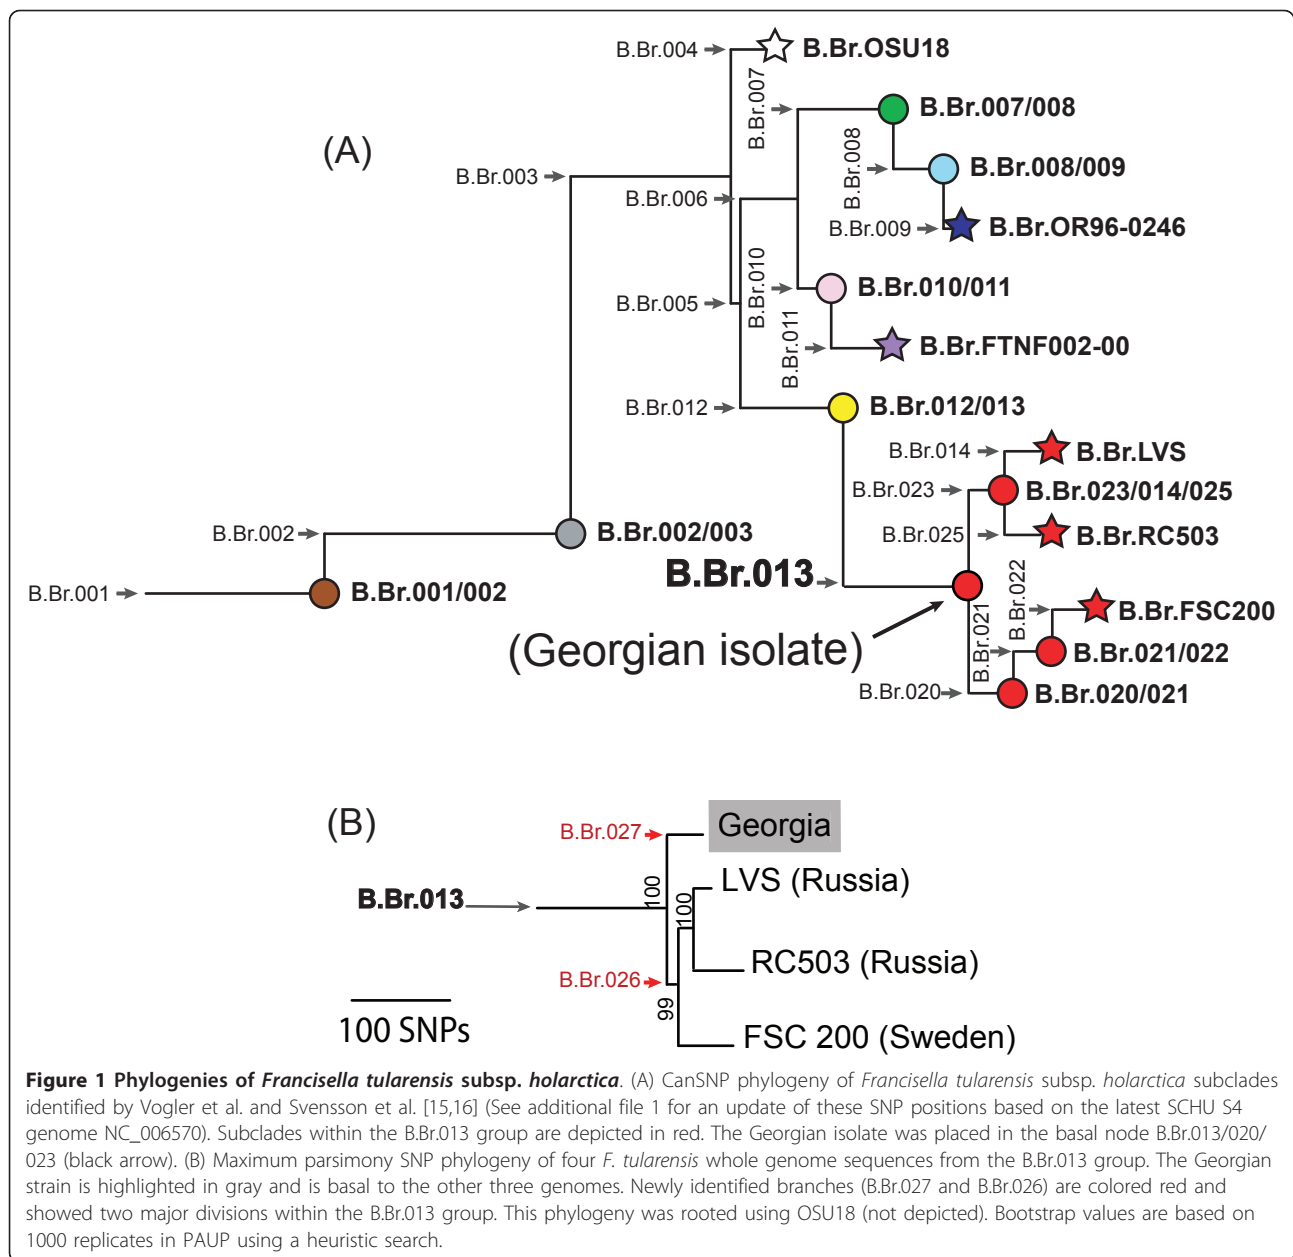 B.Br.004
B.Br.OSU18
B.Br.007
B.Br.007/008
(A)
B.Br.008
B.Br.008/009
B.Br.003
B.Br.006
B.Br.009
B.Br.OR96-0246
B.Br.010
B.Br.010/011
B.Br.005
B.Br.011
B.Br.FTNF002-00
B.Br.012
B.Br.012/013
B.Br.014
B.Br.LVS
B.Br.023
B.Br.023/014/025
B.Br.002
B.Br.002/003
B.Br.025
B.Br.RC503
B.Br.013
B.Br.001
B.Br.001/002
B.Br.022
B.Br.FSC200
(Georgian isolate)
B.Br.021
B.Br.021/022
B.Br.020
B.Br.020/021
(B)
B.Br.027
Georgia
100
LVS (Russia)
B.Br.013
100
RC503 (Russia)
B.Br.026
99
FSC 200 (Sweden)
100 SNPs
Figure 1 Phylogenies of Francisella tularensis subsp. holarctica. (A) CanSNP phylogeny of Francisella tularensis subsp. holarctica subclades
identified by Vogler et al. and Svensson et al. [15,16] (See additional file 1 for an update of these SNP positions based on the latest SCHU S4
genome NC_006570). Subclades within the B.Br.013 group are depicted in red. The Georgian isolate was placed in the basal node B.Br.013/020/
023 (black arrow). (B) Maximum parsimony SNP phylogeny of four F. tularensis whole genome sequences from the B.Br.013 group. The Georgian
strain is highlighted in gray and is basal to the other three genomes. Newly identified branches (B.Br.027 and B.Br.026) are colored red and
showed two major divisions within the B.Br.013 group. This phylogeny was rooted using OSU18 (not depicted). Bootstrap values are based on
1000 replicates in PAUP using a heuristic search.